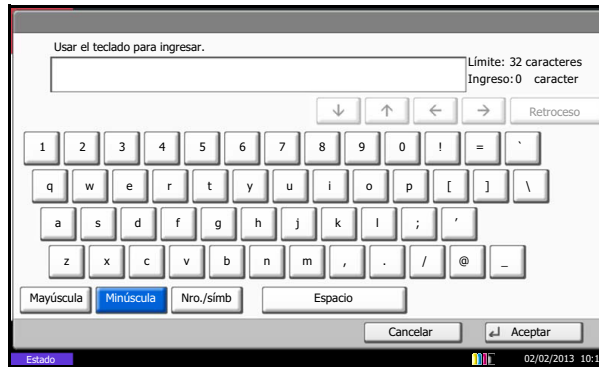 Usar el teclado para ingresar.
Límite: 32 caracteres
Ingreso: 0 caracter
↓ ↑ ← → Retroceso
1 2 3 4 5 6 7 8 9 0 ! = `
q w e r t y u i o p [ ] \
a s d f g h j k l ; ′
z x c v b n m , . / @ _
Mayúscula Minúscula Nro./símb Espacio
Cancelar Aceptar
Estado 02/02/2013 10:1